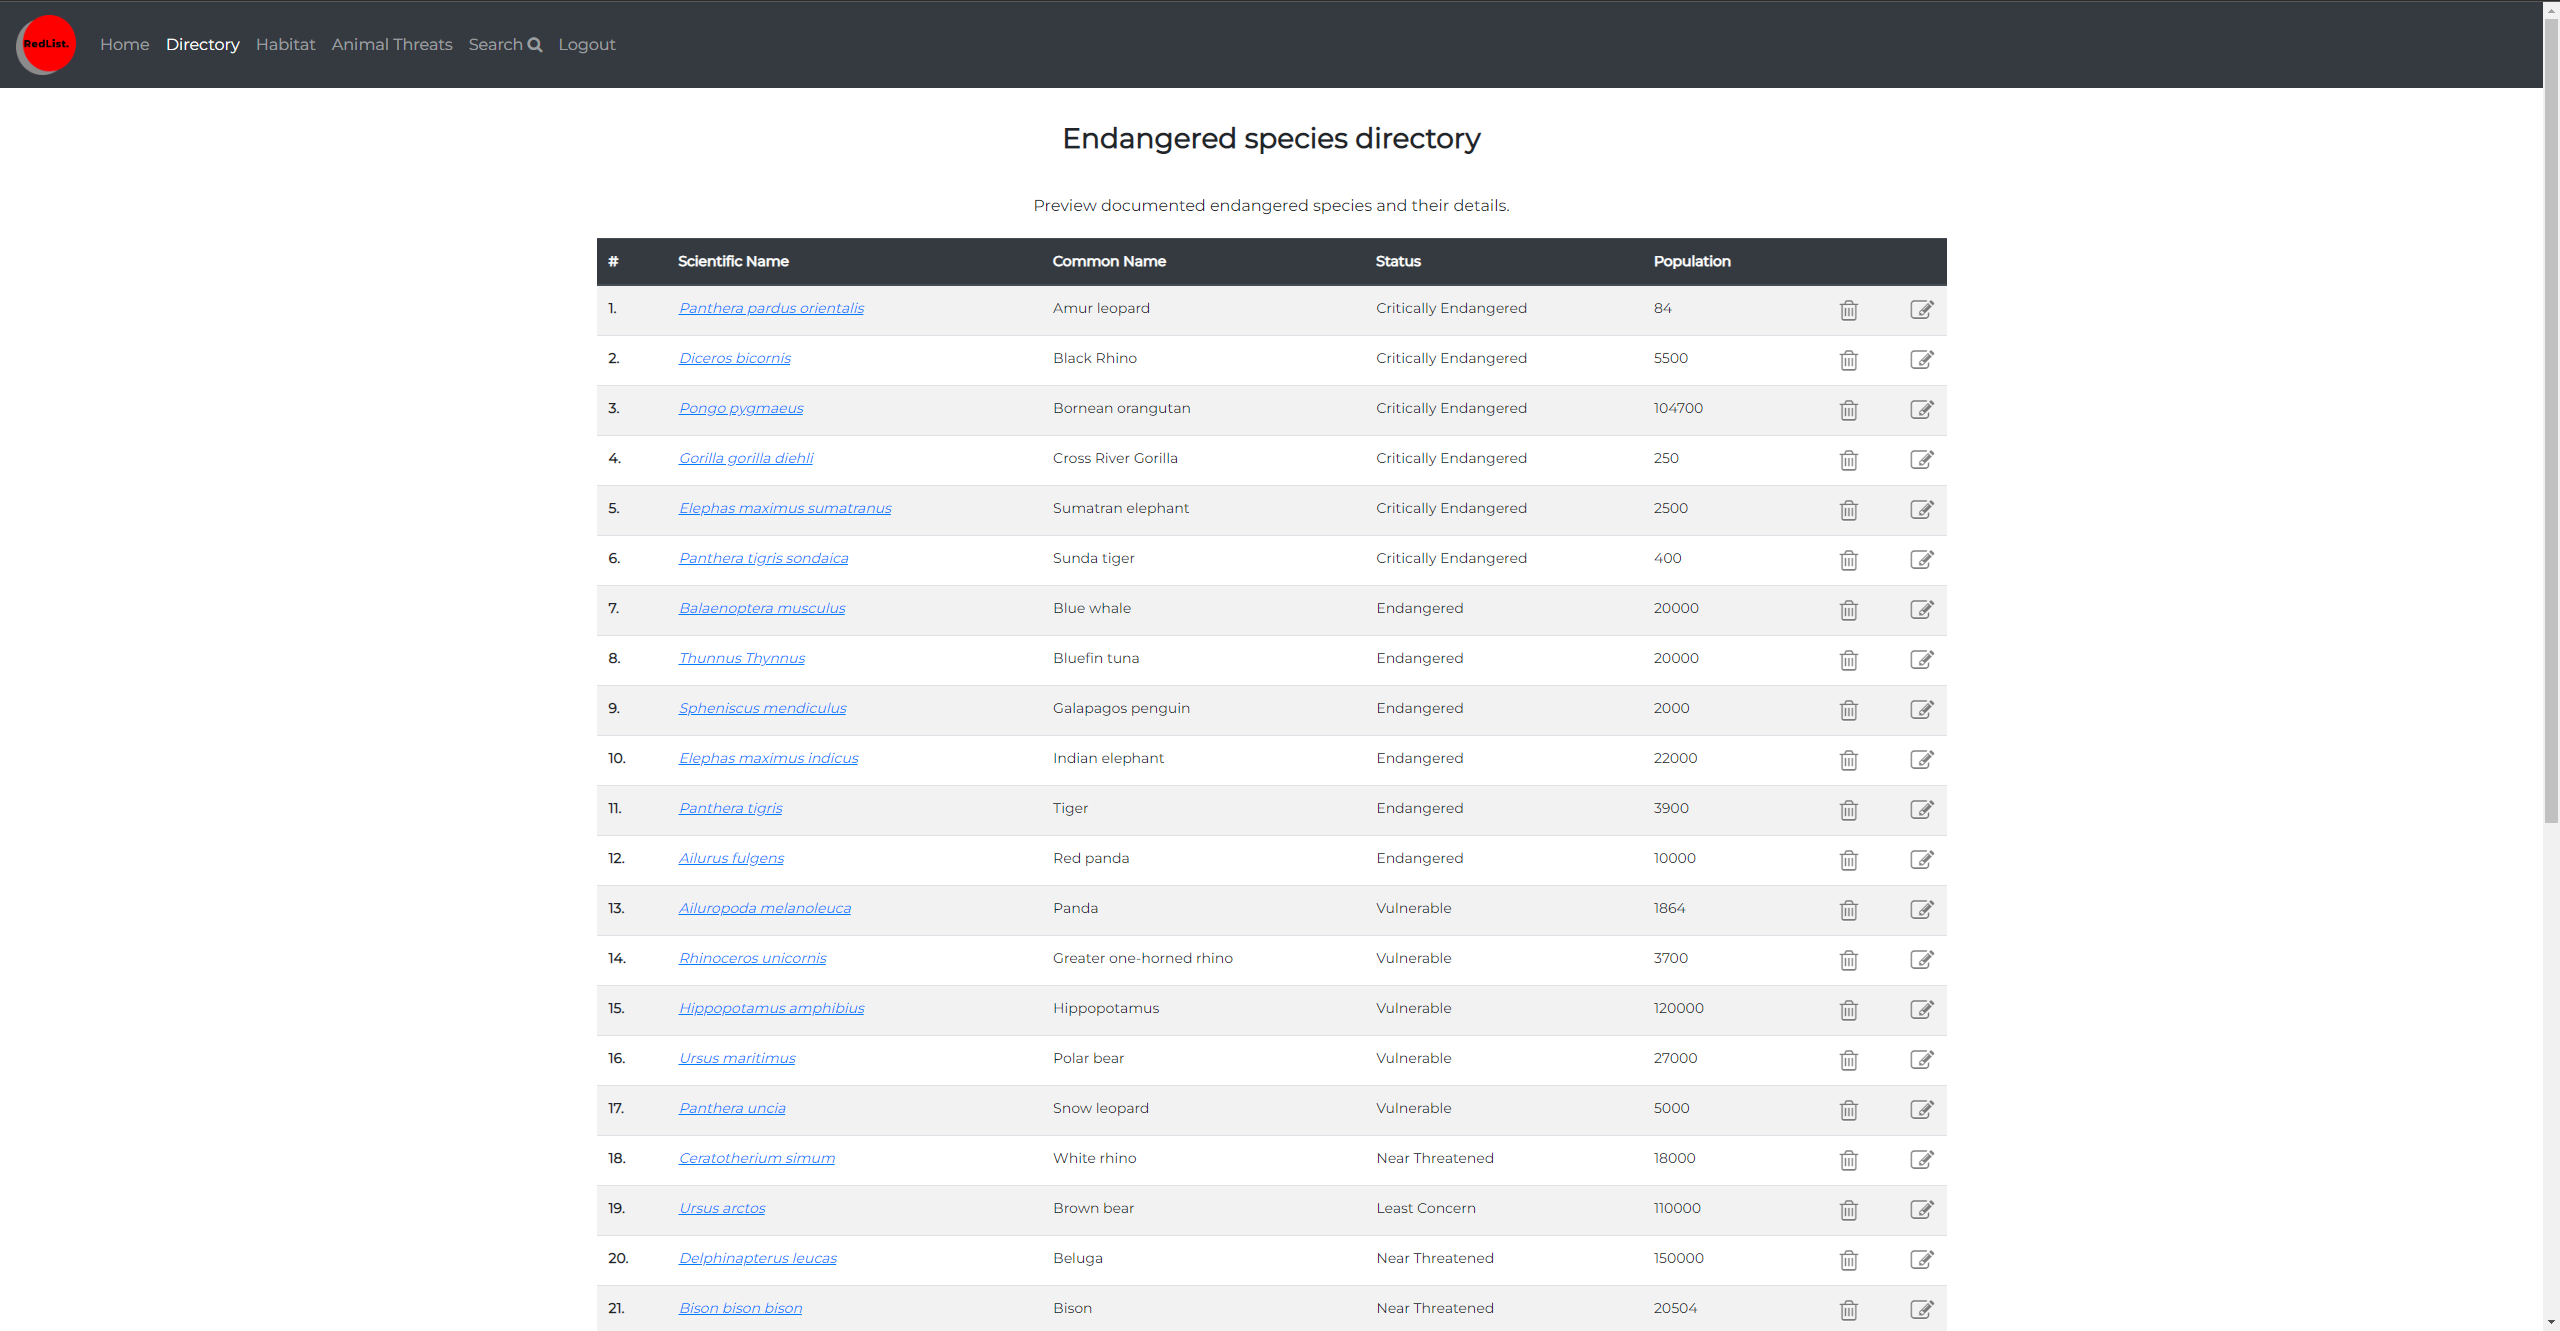 RedList. Home Directory Habitat Animal Threats Search Logout
Endangered species directory
Preview documented endangered species and their details.
# Scientific Name Common Name Status Population
1. Panthera pardus orientalis Amur leopard Critically Endangered 84
2. Diceros bicornis Black Rhino Critically Endangered 5500
3. Pongo pygmaeus Bornean orangutan Critically Endangered 104700
4. Gorilla gorilla diehli Cross River Gorilla Critically Endangered 250
5. Elephas maximus sumatranus Sumatran elephant Critically Endangered 2500
6. Panthera tigris sondaica Sunda tiger Critically Endangered 400
7. Balaenoptera musculus Blue whale Endangered 20000
8. Thunnus Thynnus Bluefin tuna Endangered 20000
9. Spheniscus mendiculus Galapagos penguin Endangered 2000
10. Elephas maximus indicus Indian elephant Endangered 22000
11. Panthera tigris Tiger Endangered 3900
12. Ailurus fulgens Red panda Endangered 10000
13. Ailuropoda melanoleuca Panda Vulnerable 1864
14. Rhinoceros unicornis Greater one-horned rhino Vulnerable 3700
15. Hippopotamus amphibius Hippopotamus Vulnerable 120000
16. Ursus maritimus Polar bear Vulnerable 27000
17. Panthera uncia Snow leopard Vulnerable 5000
18. Ceratotherium simum White rhino Near Threatened 18000
19. Ursus arctos Brown bear Least Concern 110000
20. Delphinapterus leucas Beluga Near Threatened 150000
21. Bison bison bison Bison Near Threatened 20504